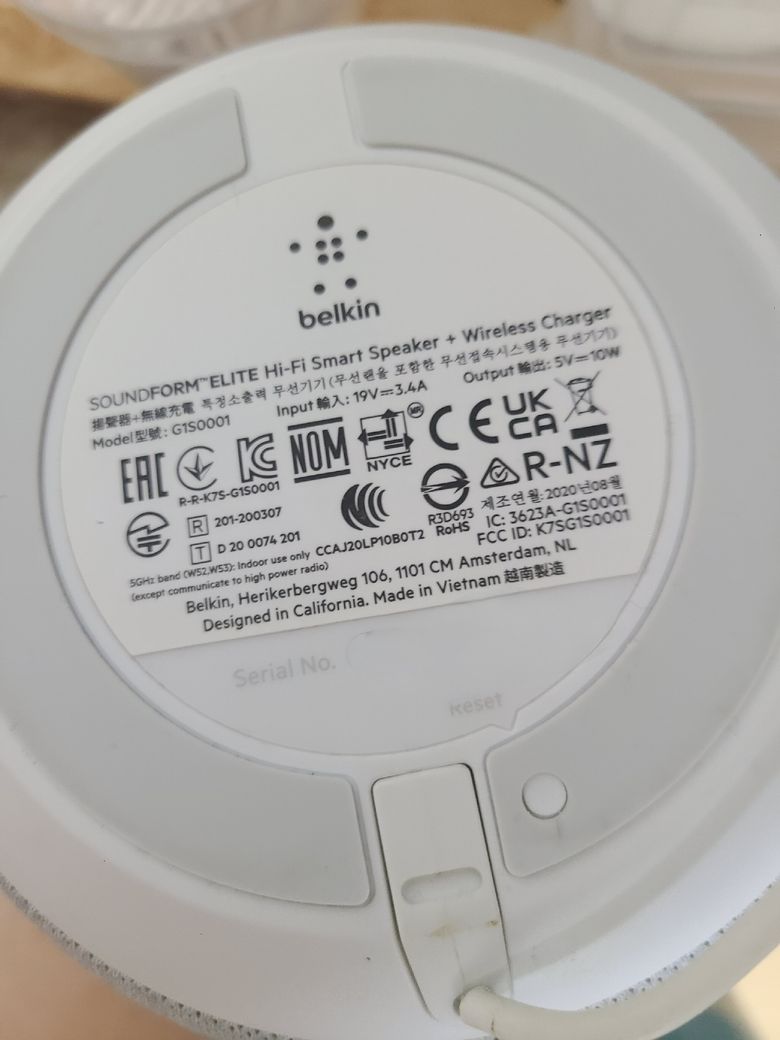 belkin
SOUNDFORM™ELITE Hi-Fi Smart Speaker + Wireless Charger
揚聲器+無線充電 특정소출력 무선기기(무선랜을 포함한 무선접속시스템용 무선기기)
Model 型號: G1S0001 Input 輸入: 19V⎓3.4A Output 輸出: 5V⎓10W
EAC KC NOM NYCE MR CE UK CA
R-R-K7S-G1S0001
R-NZ
R 201-200307
T D 20 0074 201
CCAJ20LP10B0T2
R3D693
RoHS
제조연월: 2020년08월
IC: 3623A-G1S0001
FCC ID: K7SG1S0001
5GHz band (W52,W53): Indoor use only
(except communicate to high power radio)
Belkin, Herikerbergweg 106, 1101 CM Amsterdam, NL
Designed in California. Made in Vietnam 越南製造
Serial No.
Reset